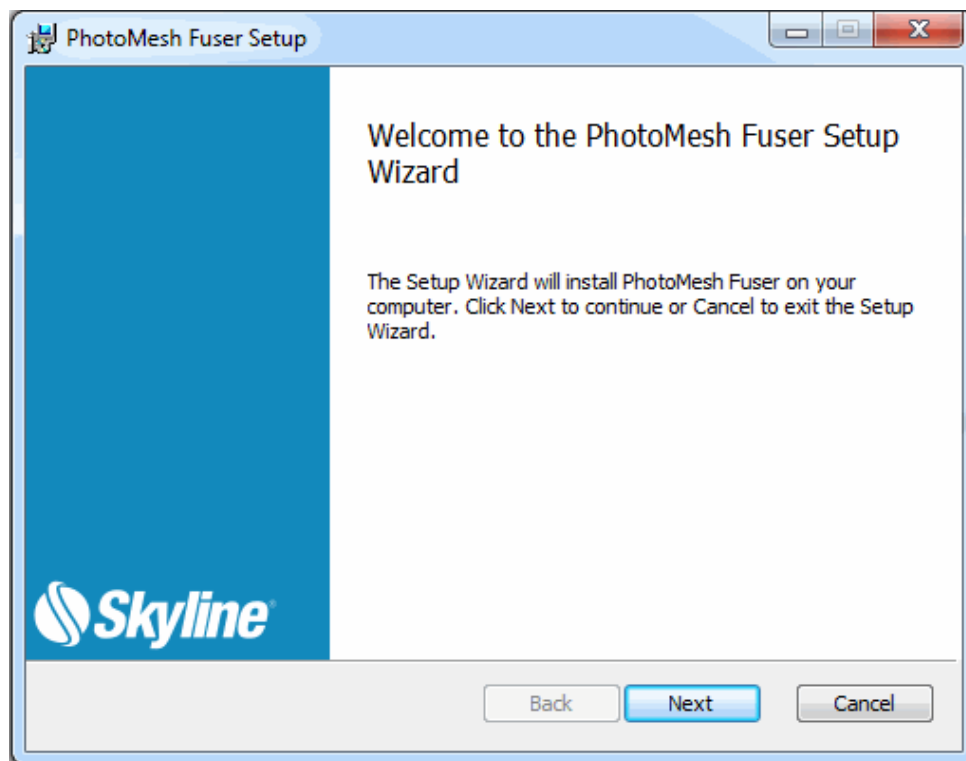 PhotoMesh Fuser Setup
Welcome to the PhotoMesh Fuser Setup
Wizard
The Setup Wizard will install PhotoMesh Fuser on your
computer. Click Next to continue or Cancel to exit the Setup
Wizard.
Skyline®
Back Next Cancel